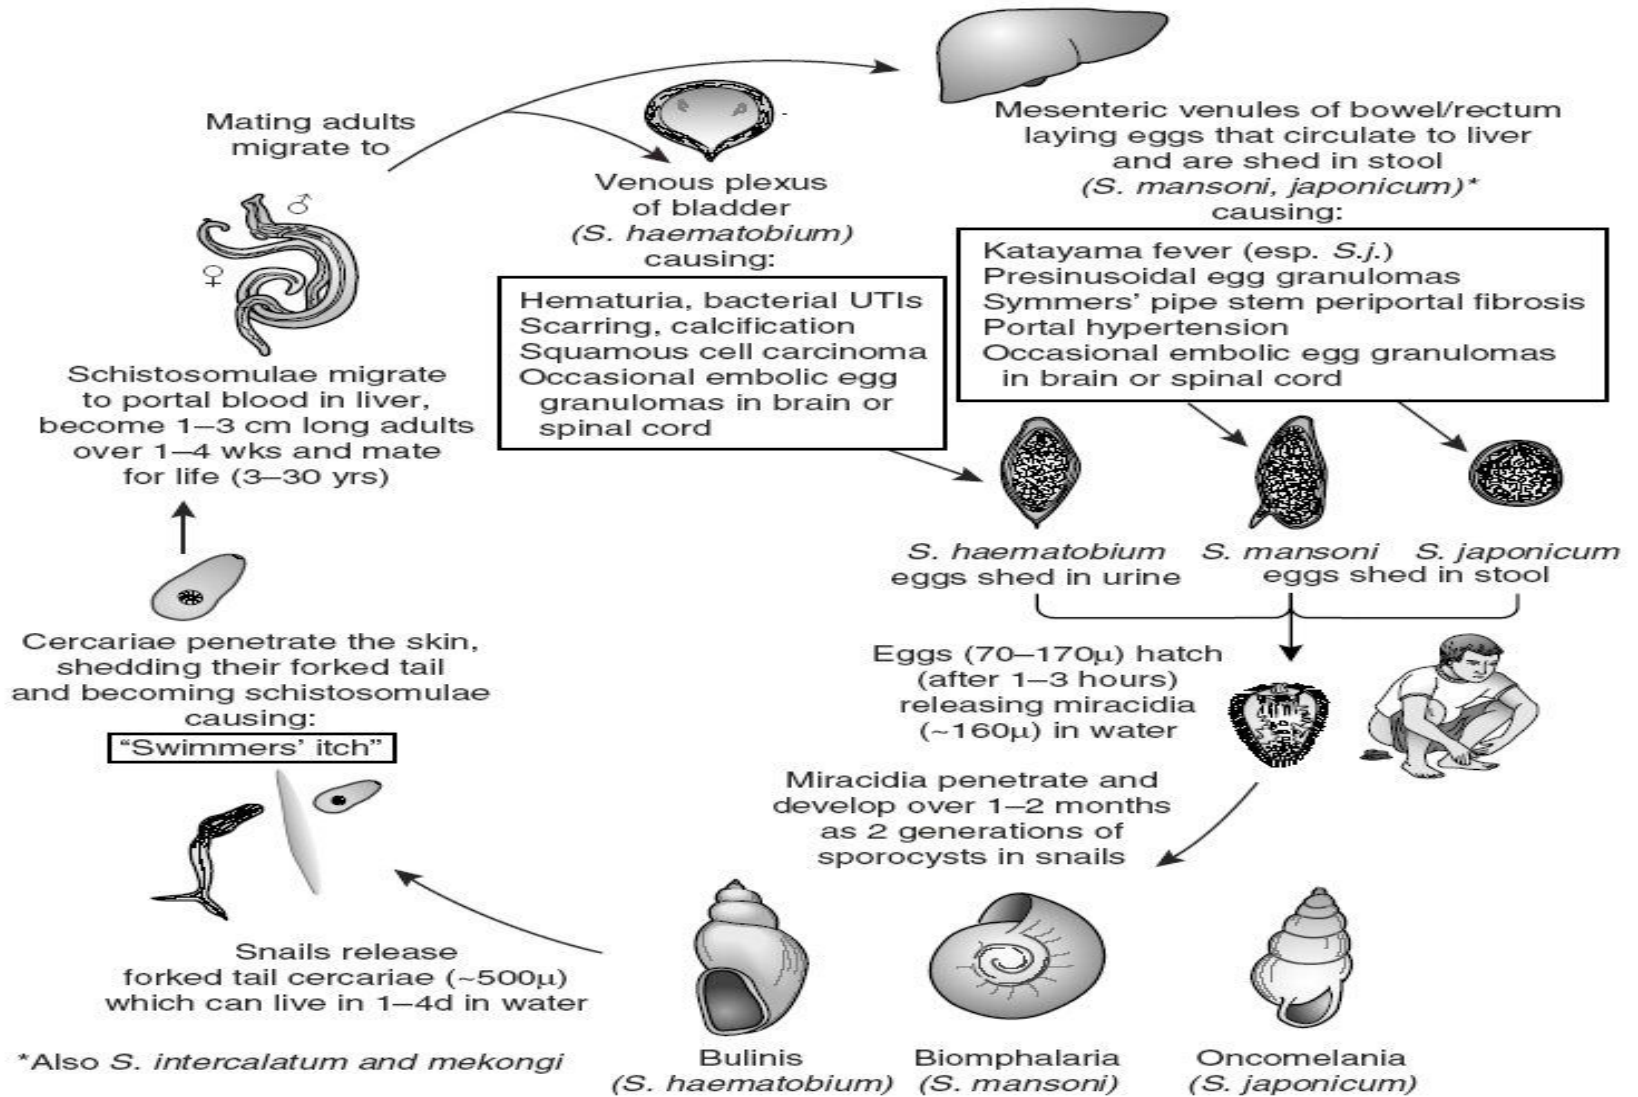 Mating adults
migrate to
Venous plexus
of bladder
(S. haematobium)
causing:
Hematuria, bacterial UTIs
Scarring, calcification
Squamous cell carcinoma
Occasional embolic egg
granulomas in brain or
spinal cord
Mesenteric venules of bowel/rectum
laying eggs that circulate to liver
and are shed in stool
(S. mansoni, japonicum)*
causing:
Katayama fever (esp. S.j.)
Presinusoidal egg granulomas
Symmers’ pipe stem periportal fibrosis
Portal hypertension
Occasional embolic egg granulomas
in brain or spinal cord
♂
♀
Schistosomulae migrate
to portal blood in liver,
become 1–3 cm long adults
over 1–4 wks and mate
for life (3–30 yrs)
S. haematobium
eggs shed in urine
S. mansoni S. japonicum
eggs shed in stool
Cercariae penetrate the skin,
shedding their forked tail
and becoming schistosomulae
causing:
“Swimmers’ itch”
Eggs (70–170μ) hatch
(after 1–3 hours)
releasing miracidia
(~160μ) in water
Miracidia penetrate and
develop over 1–2 months
as 2 generations of
sporocysts in snails
Snails release
forked tail cercariae (~500μ)
which can live in 1–4d in water
*Also S. intercalatum and mekongi
Bulinis
(S. haematobium)
Biomphalaria
(S. mansoni)
Oncomelania
(S. japonicum)